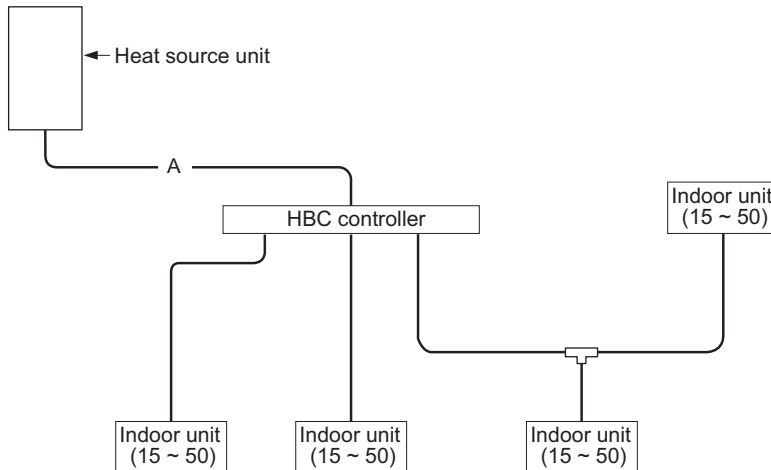 Heat source unit
A
HBC controller
Indoor unit
(15 ~ 50)
Indoor unit
(15 ~ 50)
Indoor unit
(15 ~ 50)
Indoor unit
(15 ~ 50)